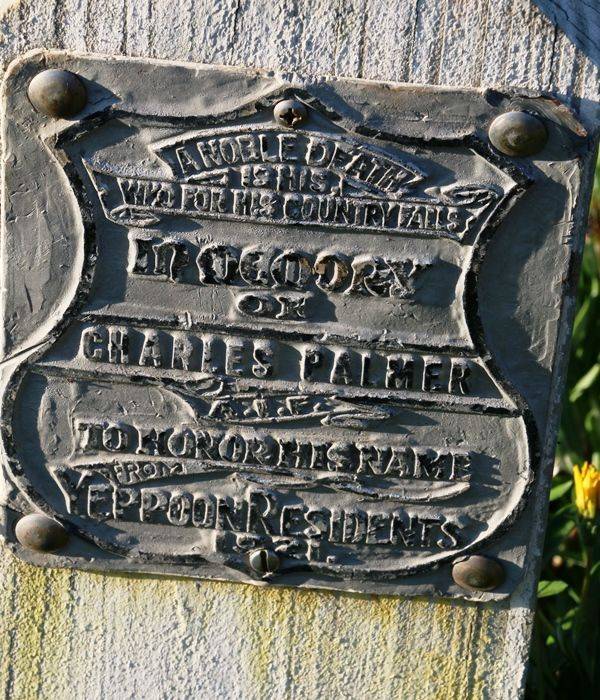 A NOBLE DEATH
IS HIS
WHO FOR HIS COUNTRY FALLS
IN MEMORY
OF
CHARLES PALMER
A.I.F.
TO HONOR HIS NAME
FROM
YEPPOON RESIDENTS
1921.